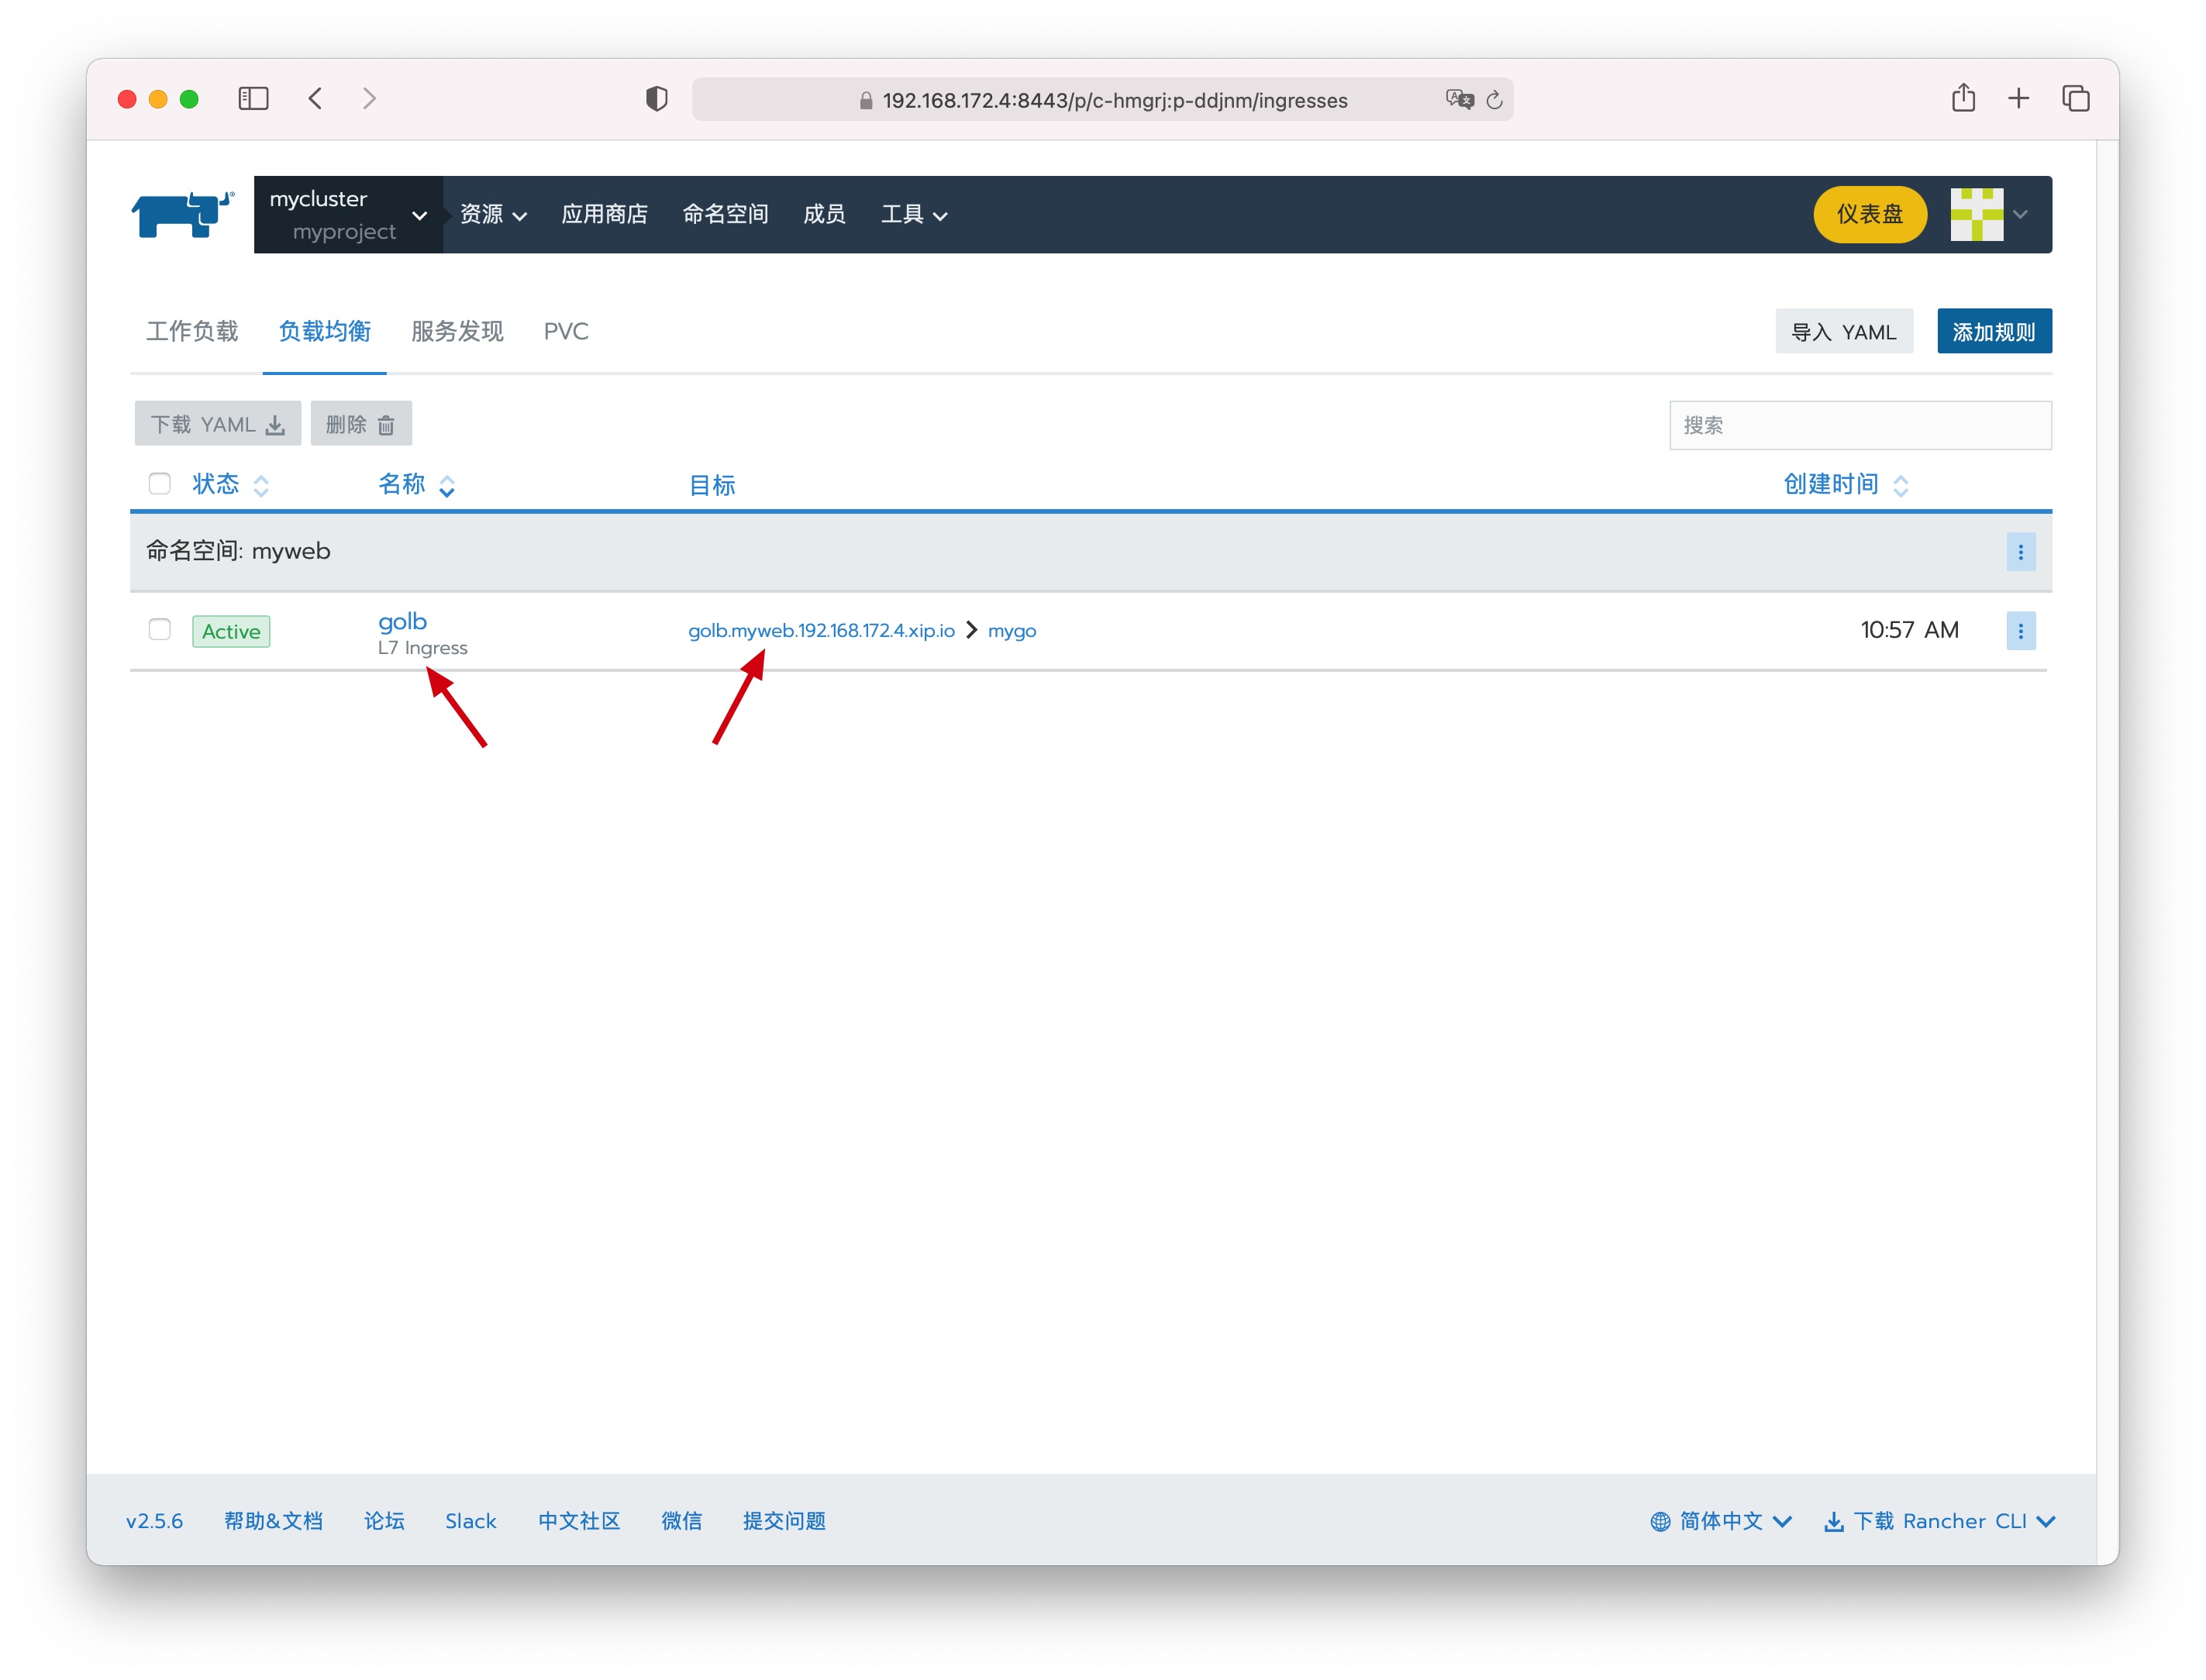 192.168.172.4:8443/p/c-hmgrj:p-ddjnm/ingresses
mycluster
myproject
资源 应用商店 命名空间 成员 工具 仪表盘
工作负载 负载均衡 服务发现 PVC 导入 YAML 添加规则
下载 YAML 删除 搜索
状态 名称 目标 创建时间
命名空间: myweb
Active golb golb.myweb.192.168.172.4.xip.io > mygo 10:57 AM
L7 Ingress
v2.5.6 帮助&文档 论坛 Slack 中文社区 微信 提交问题 简体中文 下载 Rancher CLI